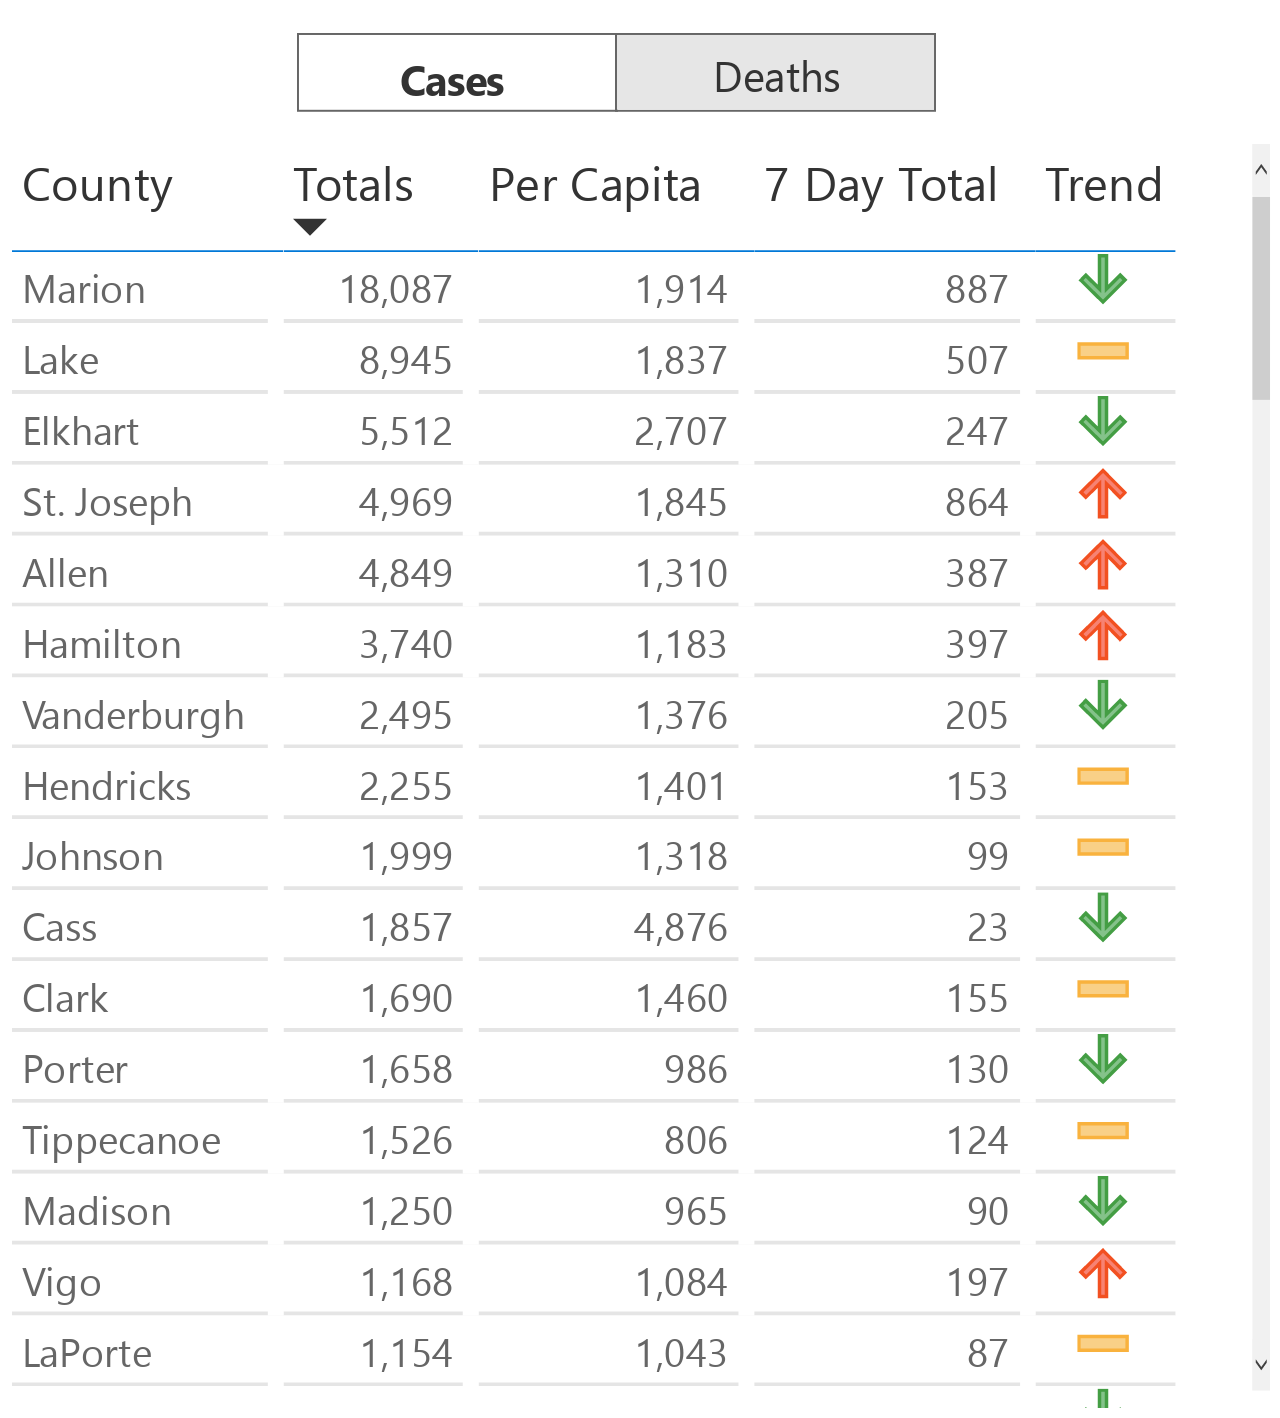 Cases Deaths
County Totals Per Capita 7 Day Total Trend
Marion 18,087 1,914 887
Lake 8,945 1,837 507
Elkhart 5,512 2,707 247
St. Joseph 4,969 1,845 864
Allen 4,849 1,310 387
Hamilton 3,740 1,183 397
Vanderburgh 2,495 1,376 205
Hendricks 2,255 1,401 153
Johnson 1,999 1,318 99
Cass 1,857 4,876 23
Clark 1,690 1,460 155
Porter 1,658 986 130
Tippecanoe 1,526 806 124
Madison 1,250 965 90
Vigo 1,168 1,084 197
LaPorte 1,154 1,043 87